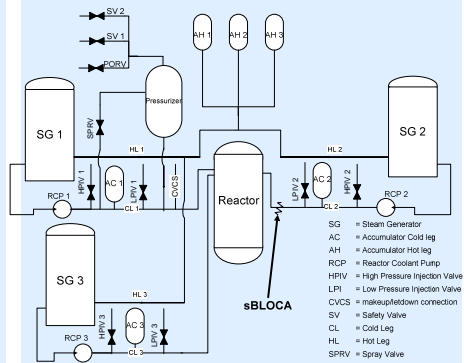 SV 2
SV 1
PORV
AH 1
AH 2
AH 3
Pressurizer
SPRV
SG 1
SG 2
HL 1
HL 2
HPIV 1
AC 1
LPIV 1
CVCS
Reactor
LPIV 2
AC 2
HPIV 2
RCP 1
CL 1
CL 2
RCP 2
SG 3
HL 3
sBLOCA
HPIV 3
AC 3
LPIV 3
RCP 3
CL 3
SG = Steam Generator
AC = Accumulator Cold leg
AH = Accumulator Hot leg
RCP = Reactor Coolant Pump
HPIV = High Pressure Injection Valve
LPI = Low Pressure Injection Valve
CVCS = makeup/letdown connection
SV = Safety Valve
CL = Cold Leg
HL = Hot Leg
SPRV = Spray Valve